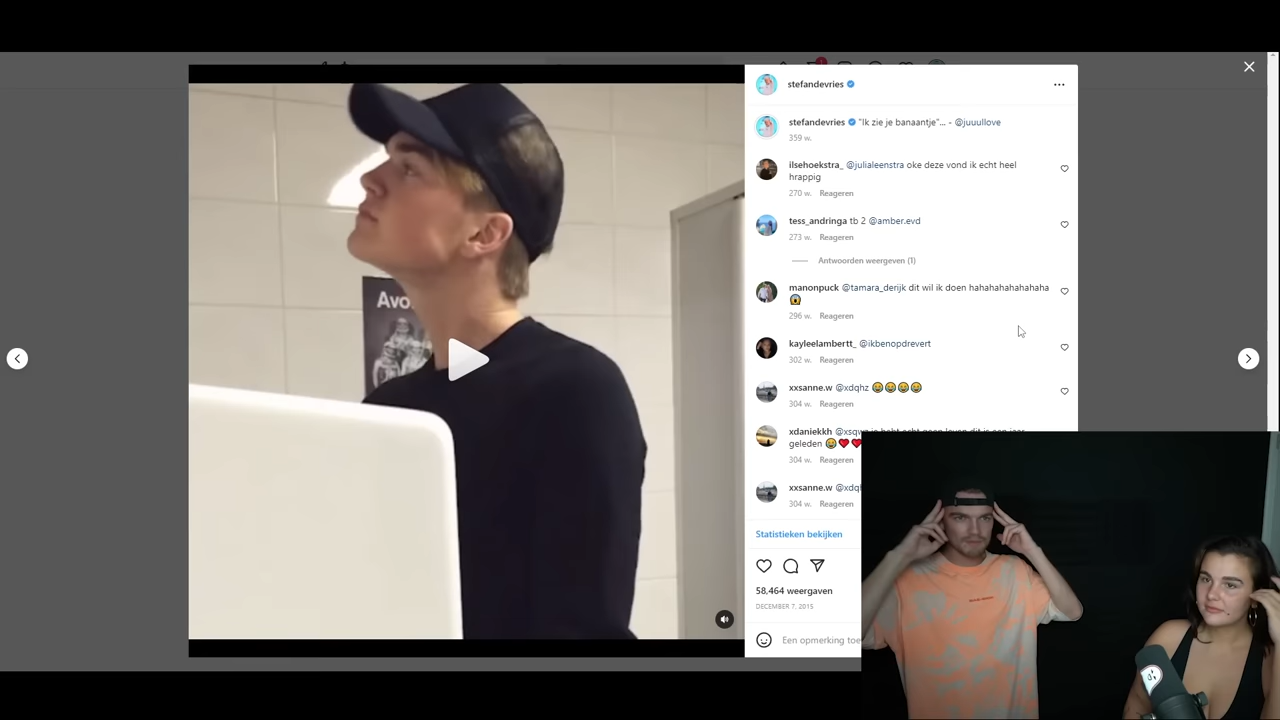 Avo
stefandevries
stefandevries "Ik zie je banaantje"... - @juuullove
359 w.
ilsehoekstra_ @julialeenstra oke deze vond ik echt heel
hrappig
270 w. Reageren
tess_andringa tb 2 @amber.evd
273 w. Reageren
Antwoorden weergeven (1)
manonpuck @tamara_derijk dit wil ik doen hahahahahahahaha
😱
296 w. Reageren
kayleelambertt_ @ikbenopdrevert
302 w. Reageren
xxsanne.w @xdqhz 😂😂😂😂
304 w. Reageren
xdaniekkh
geleden 😂❤️❤️
304 w. Reageren
xxsanne.w @xdqh
304 w. Reageren
Statistieken bekijken
58,464 weergaven
DECEMBER 7, 2015
Een opmerking toe